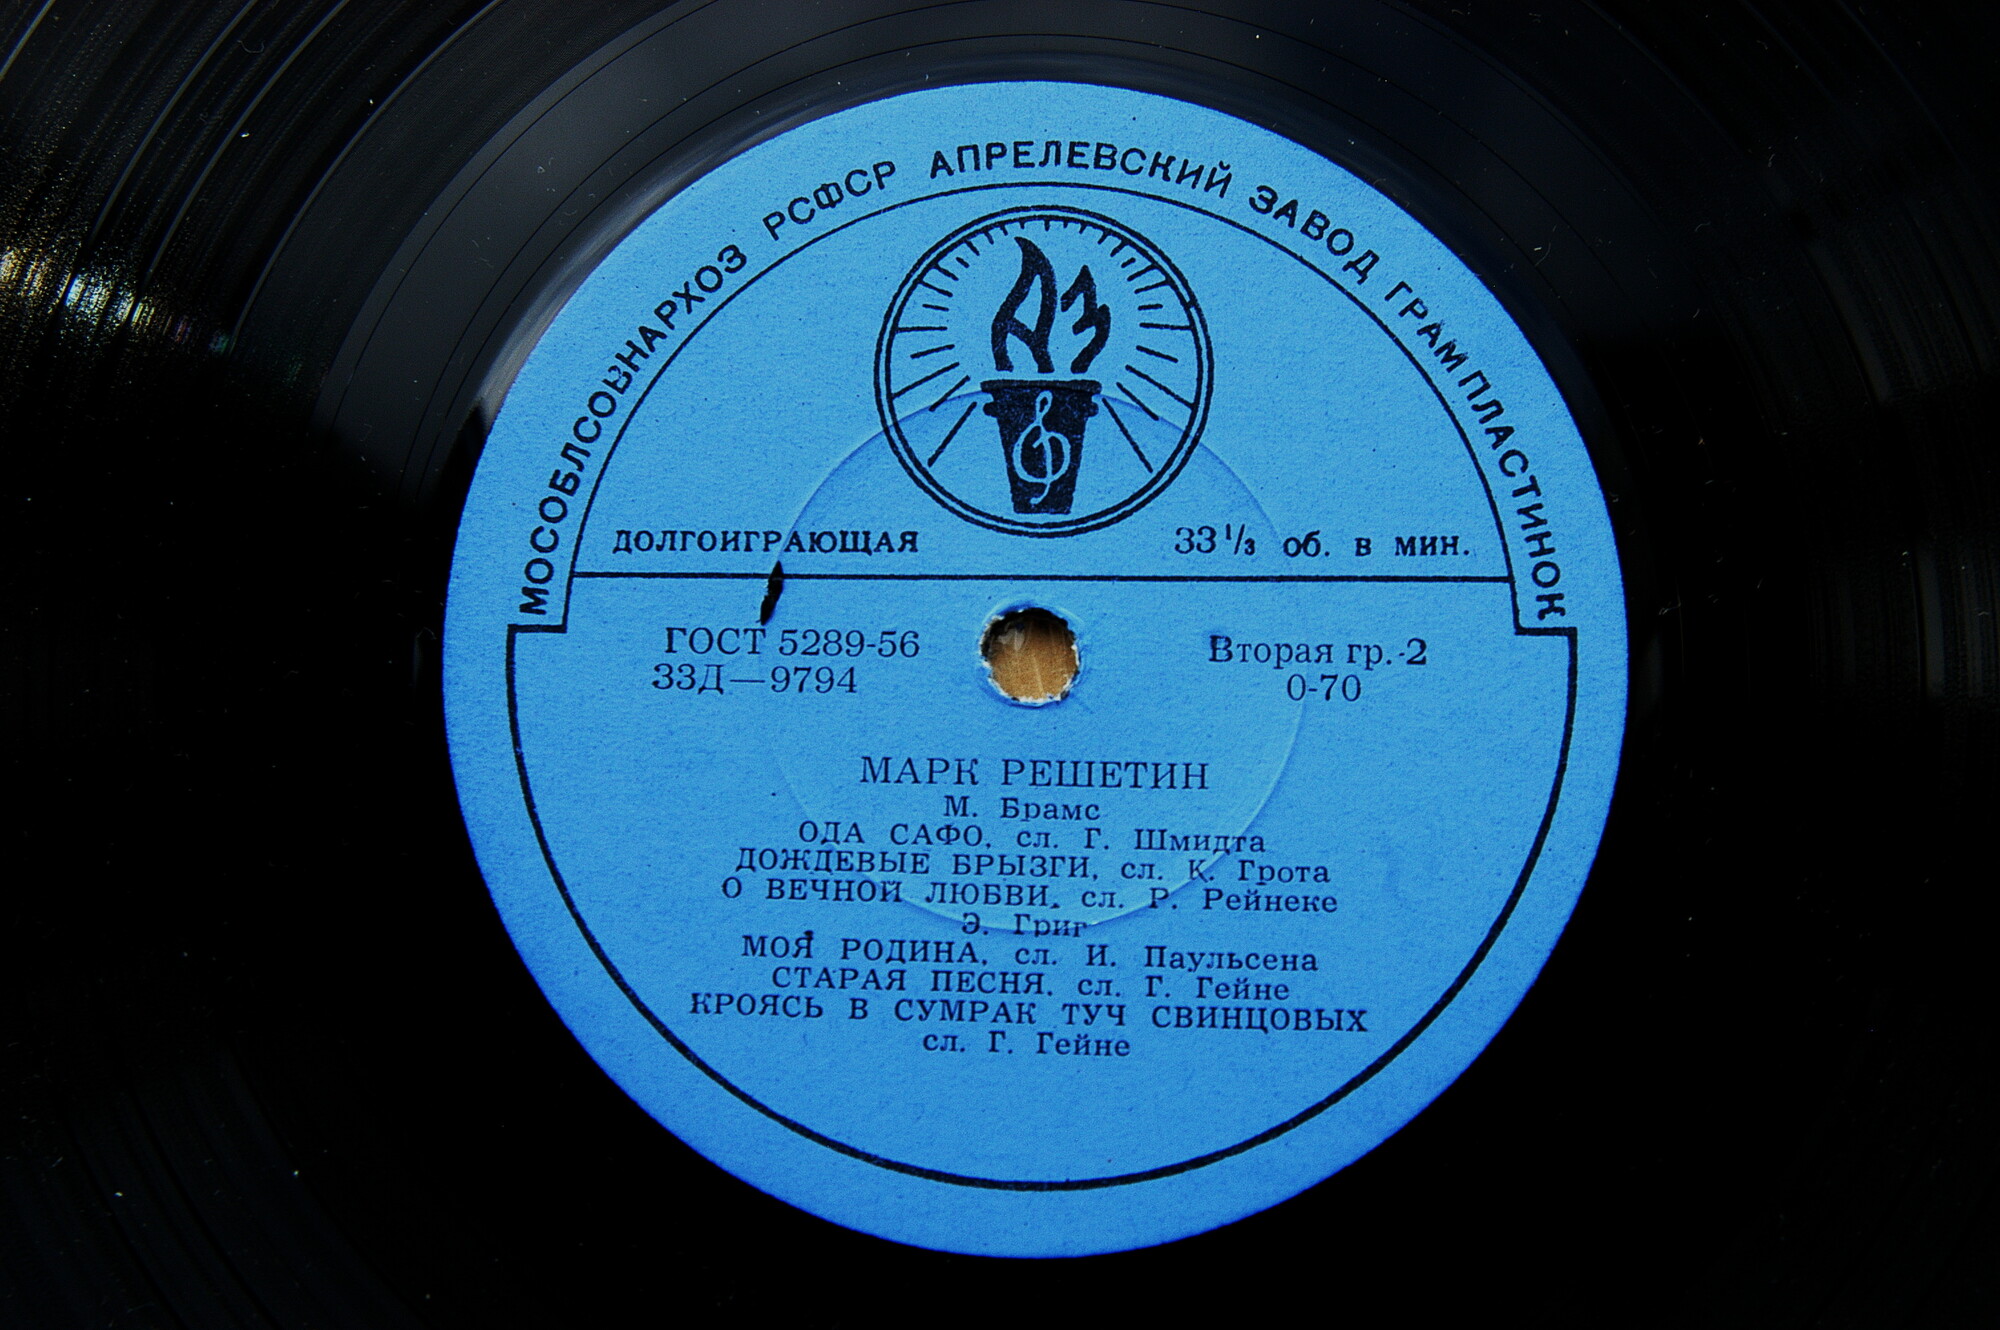 МОСОБЛСОВНАРХОЗ РСФСР АПРЕЛЕВСКИЙ ЗАВОД ГРАМПЛАСТИНОК
АЗ
ДОЛГОИГРАЮЩАЯ
33 1/3 об. в мин.
ГОСТ 5289-56
33Д—9794
Вторая гр.-2
0-70
МАРК РЕШЕТИН
М. Брамс
ОДА САФО, сл. Г. Шмидта
ДОЖДЕВЫЕ БРЫЗГИ, сл. К. Грота
О ВЕЧНОЙ ЛЮБВИ, сл. Р. Рейнеке
Э. Григ
МОЯ РОДИНА, сл. И. Паульсена
СТАРАЯ ПЕСНЯ, сл. Г. Гейне
КРОЯСЬ В СУМРАК ТУЧ СВИНЦОВЫХ
сл. Г. Гейне